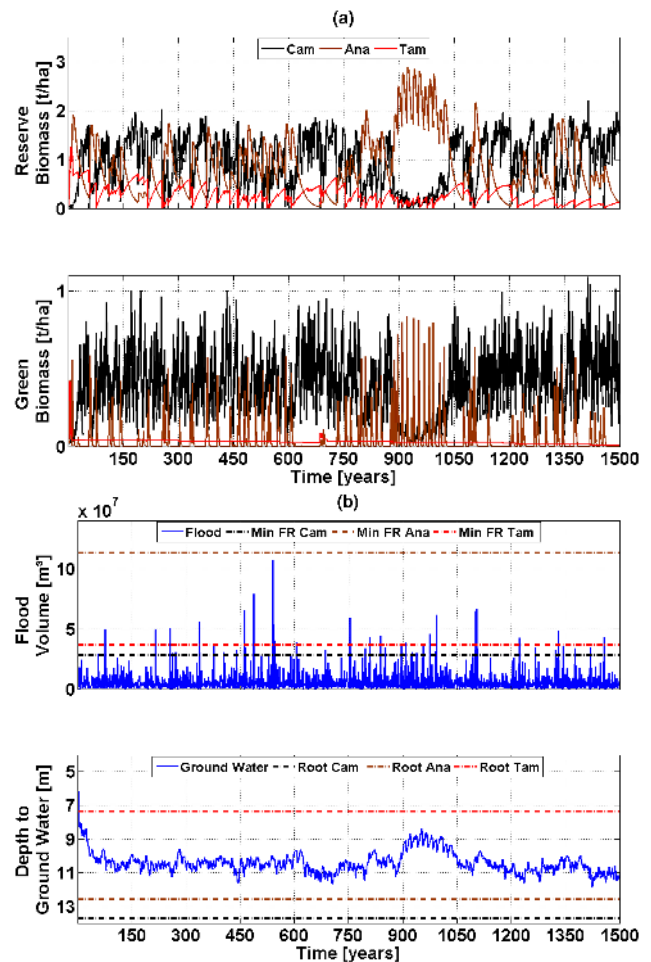 (a)
Cam Ana Tam
Reserve
Biomass [t/ha]
3
2
1
0
Green
Biomass [t/ha]
1
0
150 300 450 600 750 900 1050 1200 1350 1500
Time [years]
(b)
x 10⁷
Flood Min FR Cam Min FR Ana Min FR Tam
Flood
Volume [m³]
10
5
0
Ground Water Root Cam Root Ana Root Tam
Depth to
Ground Water [m]
5
7
9
11
13
150 300 450 600 750 900 1050 1200 1350 1500
Time [years]